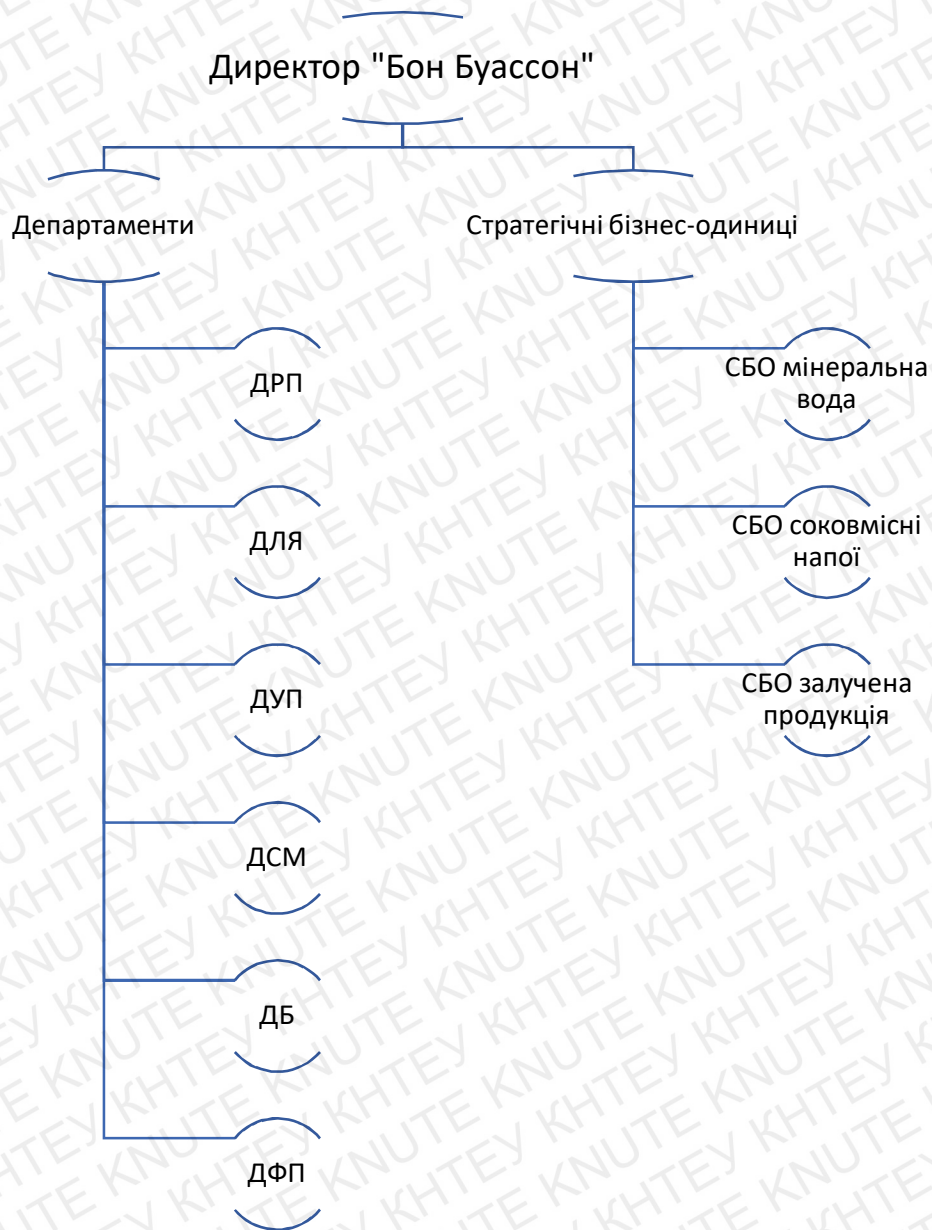 Директор "Бон Буассон"
Департаменти
Стратегічні бізнес-одиниці
ДРП
ДЛЯ
ДУП
ДСМ
ДБ
ДФП
СБО мінеральна
вода
СБО соковмісні
напої
СБО залучена
продукція